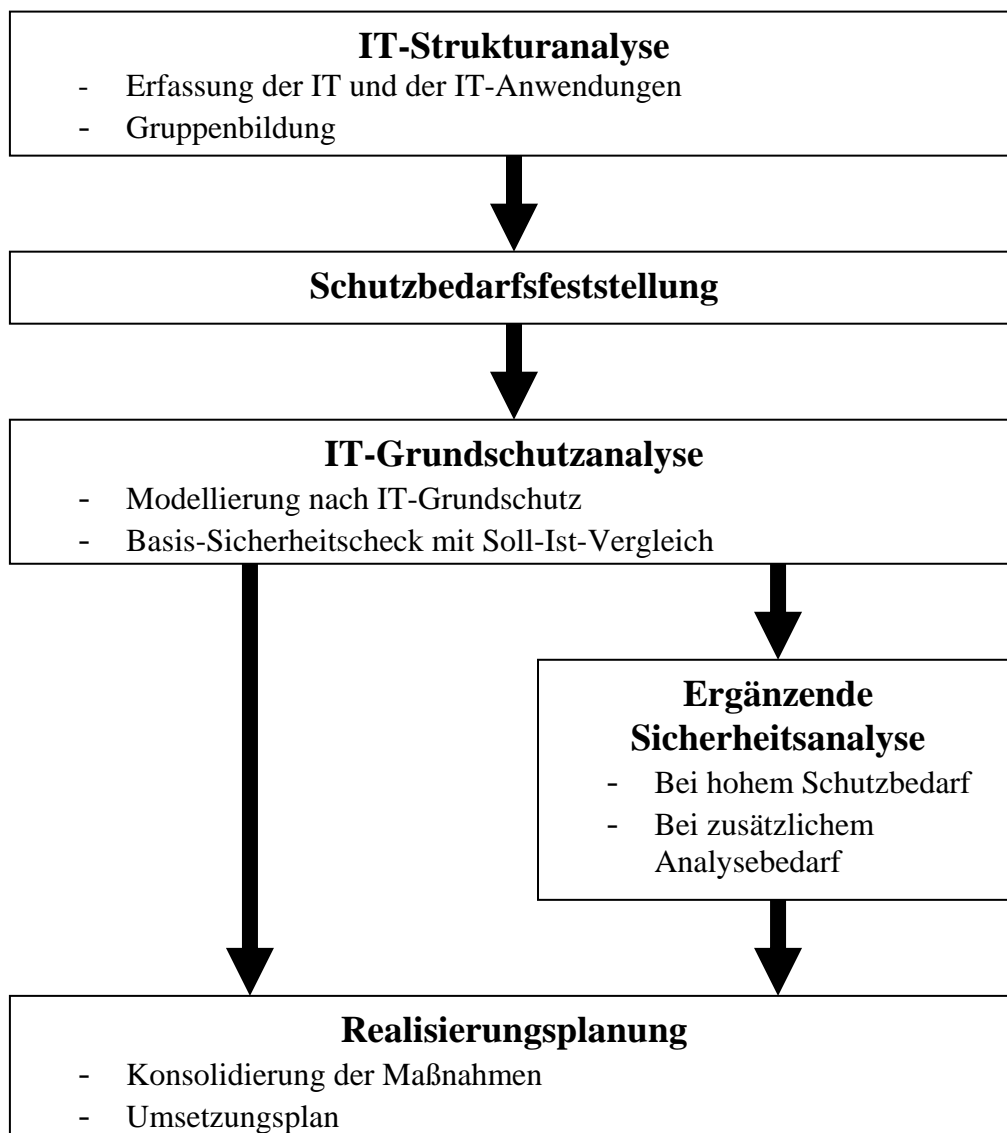 IT-Strukturanalyse
- Erfassung der IT und der IT-Anwendungen
- Gruppenbildung
Schutzbedarfsfeststellung
IT-Grundschutzanalyse
- Modellierung nach IT-Grundschutz
- Basis-Sicherheitscheck mit Soll-Ist-Vergleich
Ergänzende
Sicherheitsanalyse
- Bei hohem Schutzbedarf
- Bei zusätzlichem
Analysebedarf
Realisierungsplanung
- Konsolidierung der Maßnahmen
- Umsetzungsplan